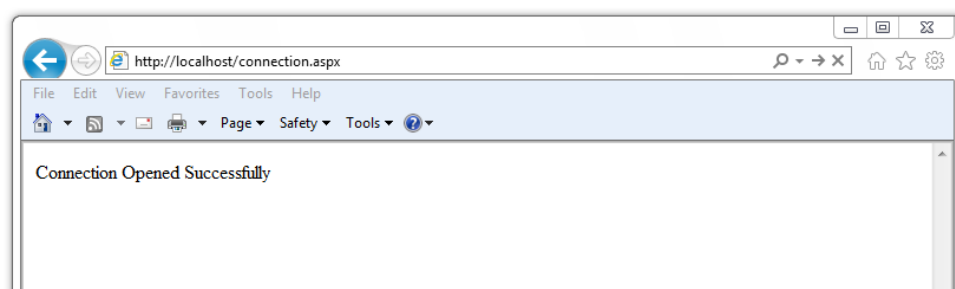 http://localhost/connection.aspx
File Edit View Favorites Tools Help
Page Safety Tools
Connection Opened Successfully